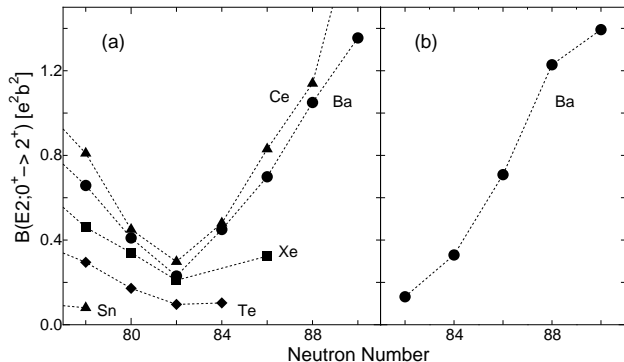 (a)
(b)
Ce
Ba
Ba
Xe
Sn
Te
B(E2;0⁺−> 2⁺) [e²b²]
1.2
0.8
0.4
0.0
80
84
88
84
88
Neutron Number